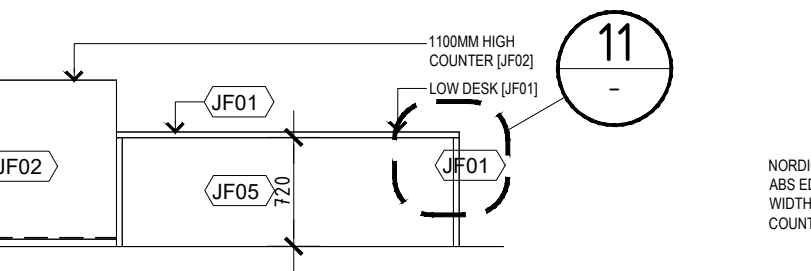 1100MM HIGH
COUNTER [JF02]
11
LOW DESK [JF01]
-
JF01
JF02
JF01
JF05
720
NORDI
ABS ED
WIDTH
COUNT